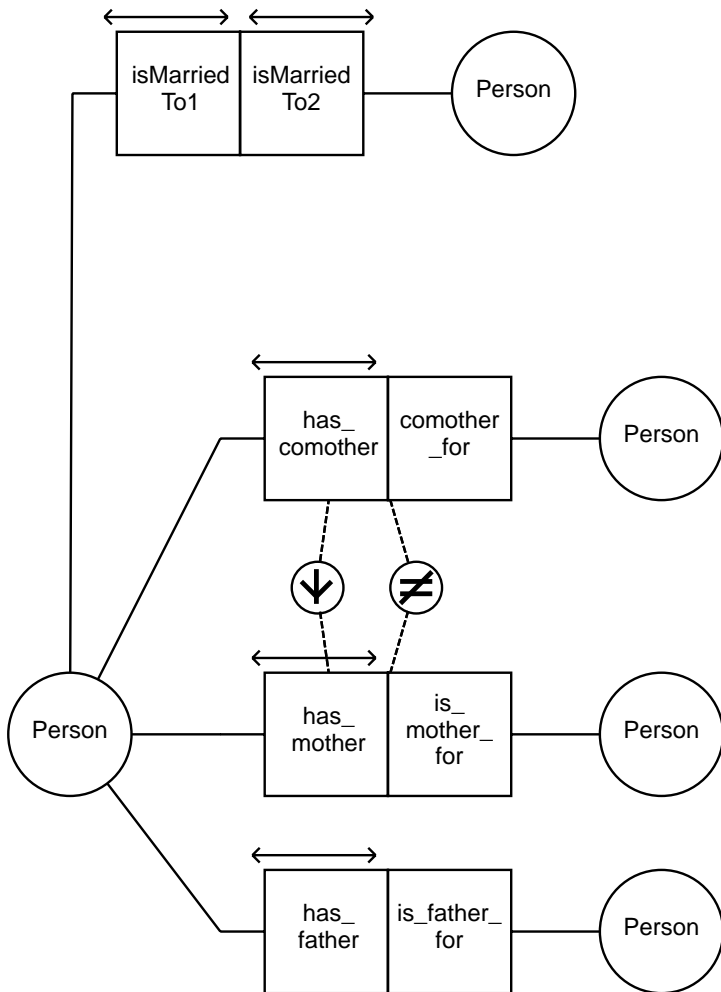 isMarried
To1
isMarried
To2
Person
has_
comother
comother
_for
Person
Person
has_
mother
is_
mother_
for
Person
has_
father
is_father_
for
Person